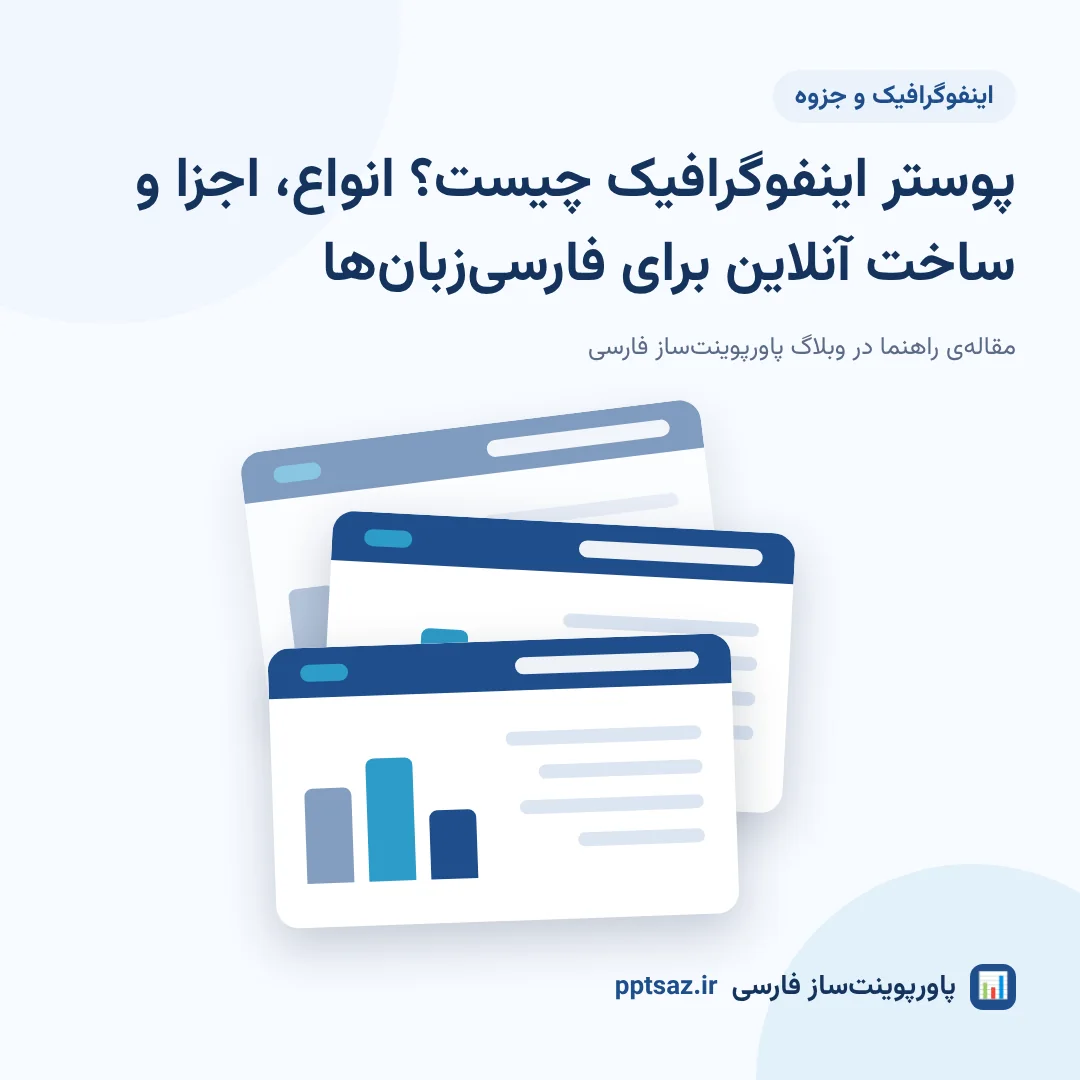 اینفوگرافیک و جزوه
پوستر اینفوگرافیک چیست؟ انواع، اجزا و
ساخت آنلاین برای فارسی‌زبان‌ها
مقاله‌ی راهنما در وبلاگ پاورپوینت‌ساز فارسی
پاورپوینت‌ساز فارسی pptsaz.ir